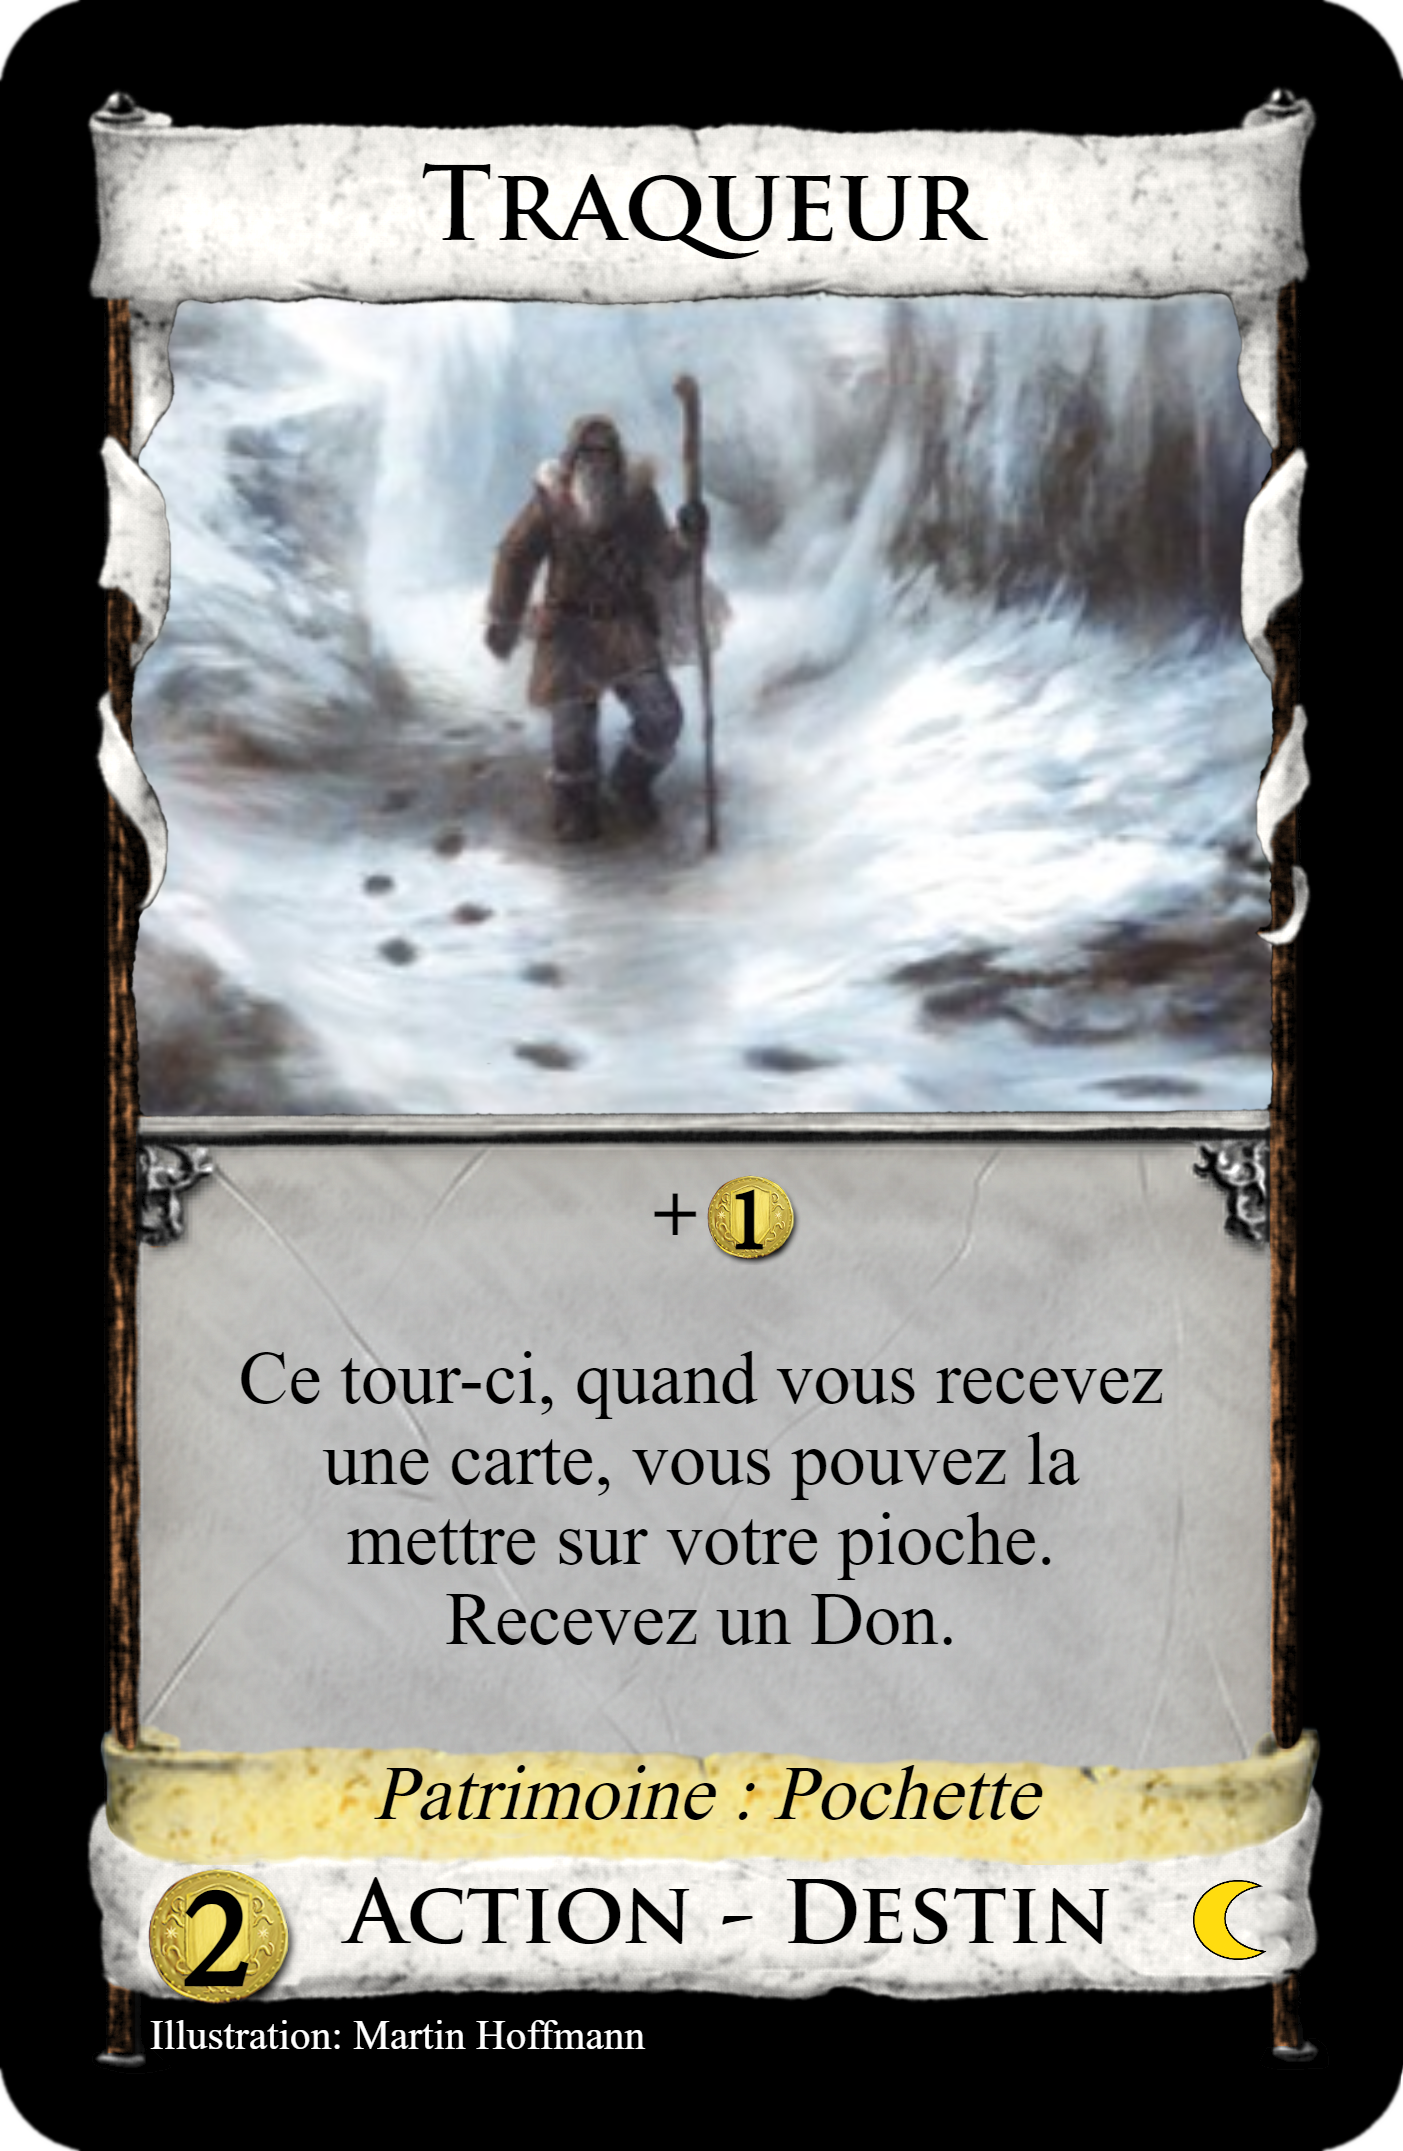 Traqueur
+1
Ce tour-ci, quand vous recevez
une carte, vous pouvez la
mettre sur votre pioche.
Recevez un Don.
Patrimoine : Pochette
2 Action - Destin
Illustration: Martin Hoffmann